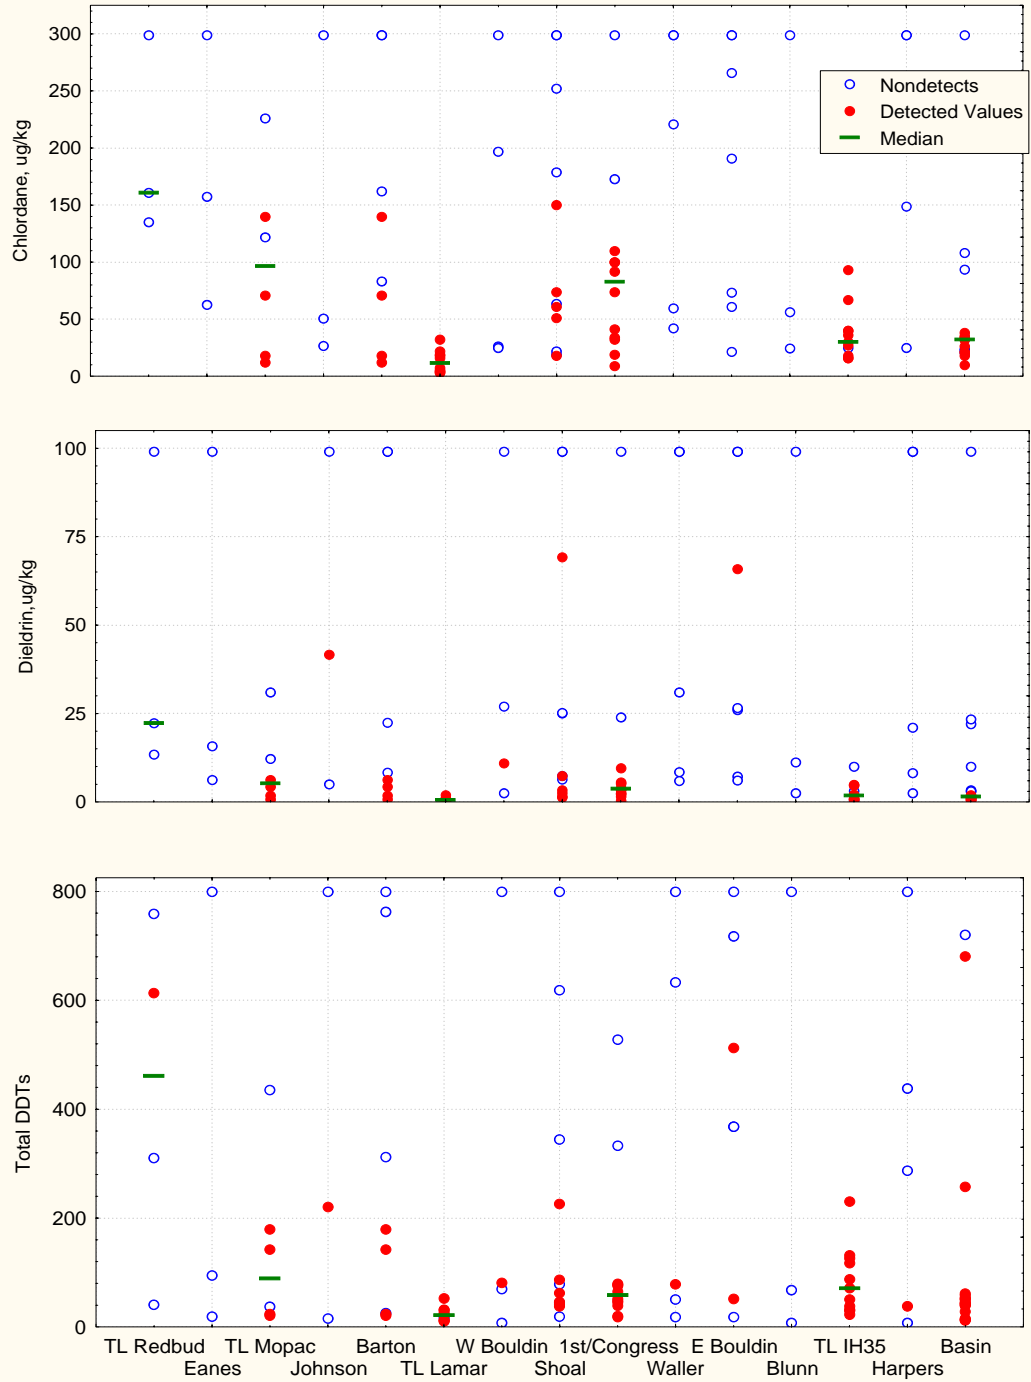 300
250
200
150
100
50
0
Chlordane, ug/kg
Nondetects
Detected Values
Median
100
75
50
25
0
Dieldrin,ug/kg
800
600
400
200
0
Total DDTs
TL Redbud TL Mopac Barton W Bouldin 1st/Congress E Bouldin TL IH35 Basin
Eanes Johnson TL Lamar Shoal Waller Blunn Harpers